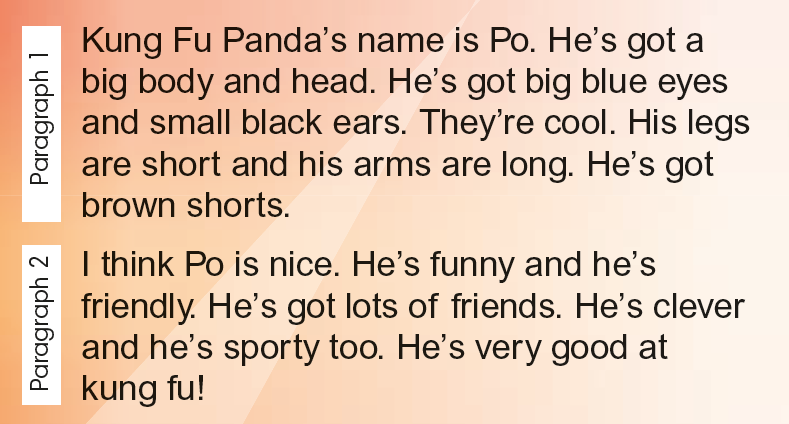 Paragraph 1
Kung Fu Panda’s name is Po. He’s got a
big body and head. He’s got big blue eyes
and small black ears. They’re cool. His legs
are short and his arms are long. He’s got
brown shorts.
Paragraph 2
I think Po is nice. He’s funny and he’s
friendly. He’s got lots of friends. He’s clever
and he’s sporty too. He’s very good at
kung fu!